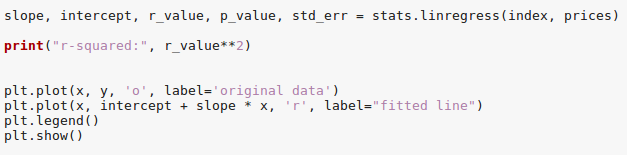 slope, intercept, r_value, p_value, std_err = stats.linregress(index, prices)
print("r-squared:", r_value**2)
plt.plot(x, y, 'o', label='original data')
plt.plot(x, intercept + slope * x, 'r', label="fitted line")
plt.legend()
plt.show()